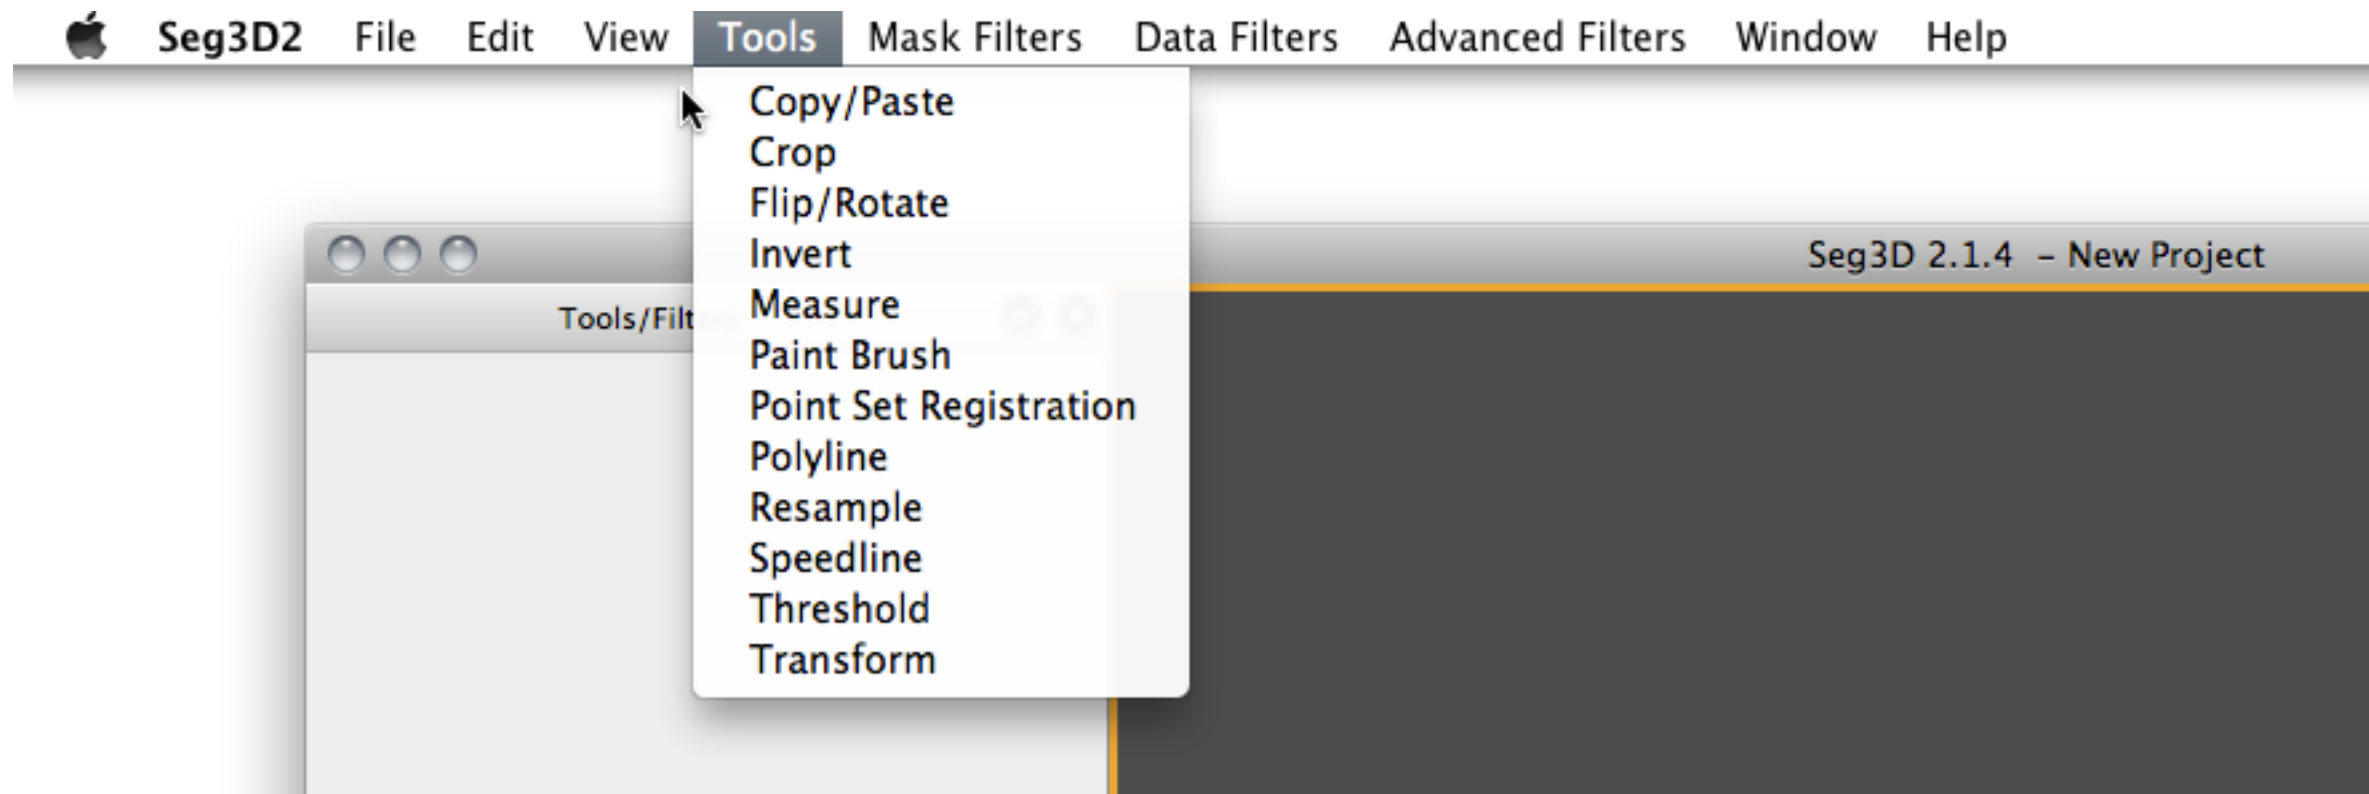 Seg3D2 File Edit View Tools Mask Filters Data Filters Advanced Filters Window Help
Copy/Paste
Crop
Flip/Rotate
Invert
Measure
Paint Brush
Point Set Registration
Polyline
Resample
Speedline
Threshold
Transform
Seg3D 2.1.4 – New Project
Tools/Filt